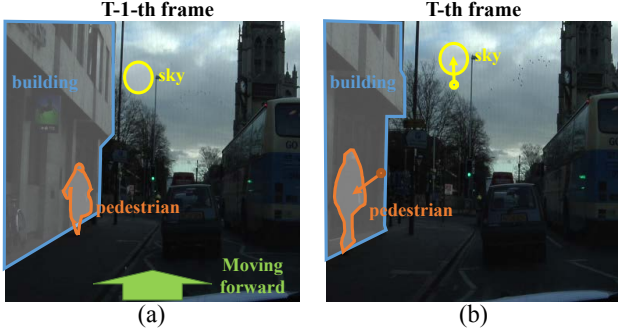 T-1-th frame
T-th frame
building
sky
pedestrian
Moving
forward
(a)
building
sky
pedestrian
(b)